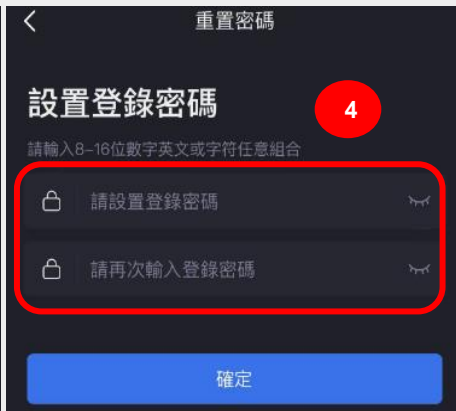 重置密碼
設置登錄密碼
4
請輸入8-16位數字英文或字符任意組合
請設置登錄密碼
請再次輸入登錄密碼
確定